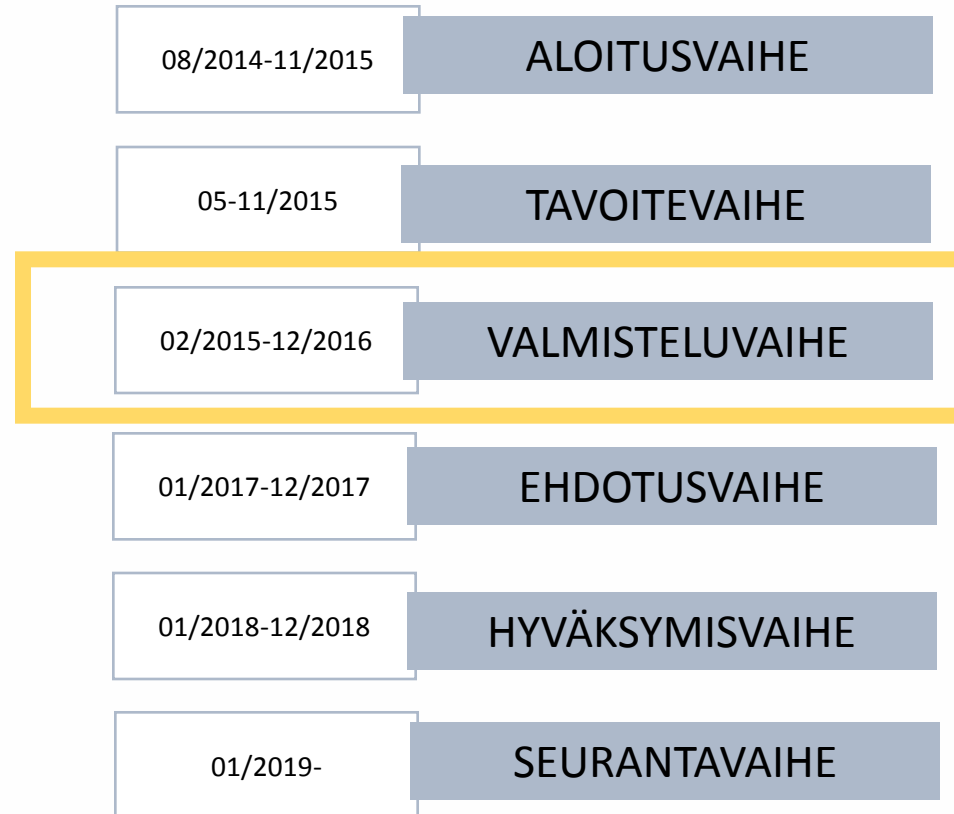 08/2014-11/2015
ALOITUSVAIHE
05-11/2015
TAVOITEVAIHE
02/2015-12/2016
VALMISTELUVAIHE
01/2017-12/2017
EHDOTUSVAIHE
01/2018-12/2018
HYVÄKSYMISVAIHE
01/2019-
SEURANTAVAIHE